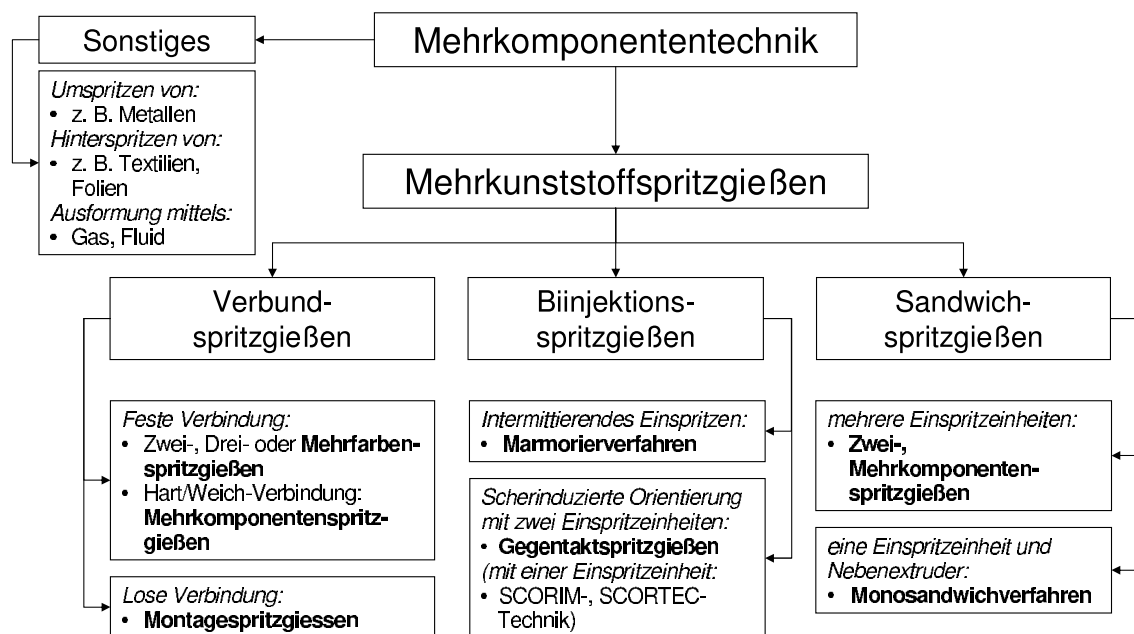 Mehrkomponententechnik
Sonstiges
Umspritzen von:
• z. B. Metallen
Hinterspritzen von:
• z. B. Textilien,
Folien
Ausformung mittels:
• Gas, Fluid
Mehrkunststoffspritzgießen
Verbund-
spritzgießen
Feste Verbindung:
• Zwei-, Drei- oder Mehrfarben-
spritzgießen
• Hart/Weich-Verbindung:
Mehrkomponentenspritz-
gießen
Lose Verbindung:
• Montagespritzgiessen
Biinjektions-
spritzgießen
Intermittierendes Einspritzen:
• Marmorierverfahren
Scherinduzierte Orientierung
mit zwei Einspritzeinheiten:
• Gegentaktspritzgießen
(mit einer Einspritzeinheit:
• SCORIM-, SCORTEC-
Technik)
Sandwich-
spritzgießen
mehrere Einspritzeinheiten:
• Zwei-,
Mehrkomponenten-
spritzgießen
eine Einspritzeinheit und
Nebenextruder:
• Monosandwichverfahren